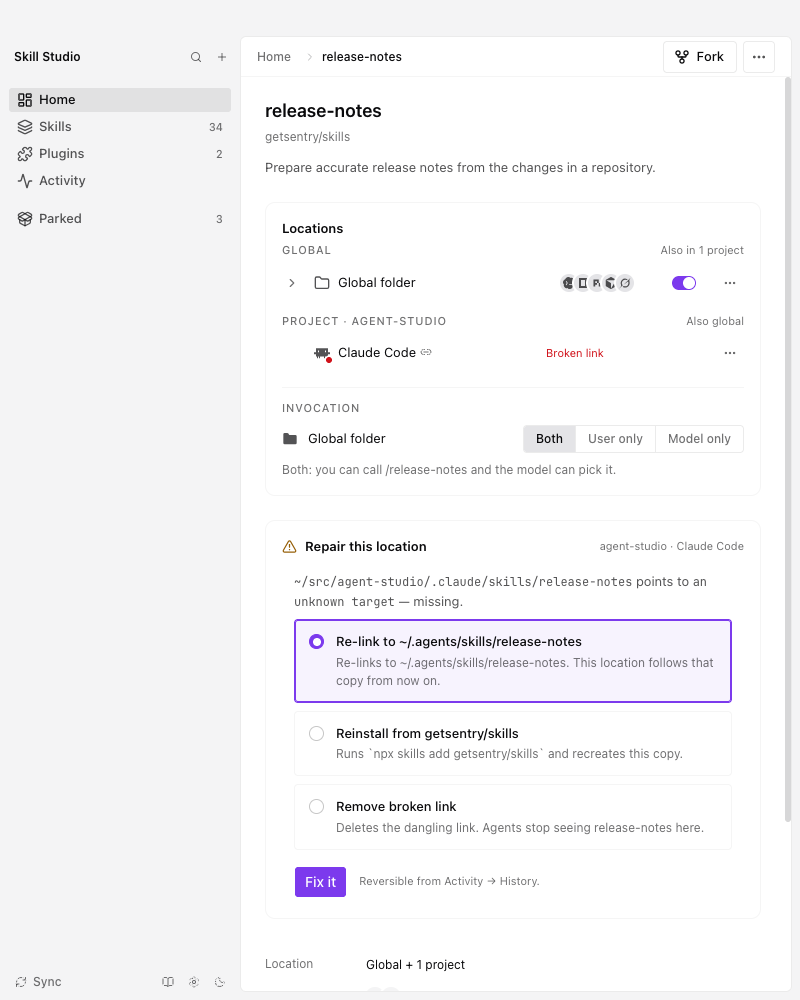 Skill Studio
Home
Skills 34
Plugins 2
Activity
Parked 3
Sync
Home release-notes
Fork
release-notes
getsentry/skills
Prepare accurate release notes from the changes in a repository.
Locations
GLOBAL Also in 1 project
Global folder
PROJECT · AGENT-STUDIO Also global
Claude Code Broken link
INVOCATION
Global folder Both User only Model only
Both: you can call /release-notes and the model can pick it.
Repair this location agent-studio · Claude Code
~/src/agent-studio/.claude/skills/release-notes points to an
unknown target — missing.
Re-link to ~/.agents/skills/release-notes
Re-links to ~/.agents/skills/release-notes. This location follows that
copy from now on.
Reinstall from getsentry/skills
Runs `npx skills add getsentry/skills` and recreates this copy.
Remove broken link
Deletes the dangling link. Agents stop seeing release-notes here.
Fix it Reversible from Activity → History.
Location Global + 1 project